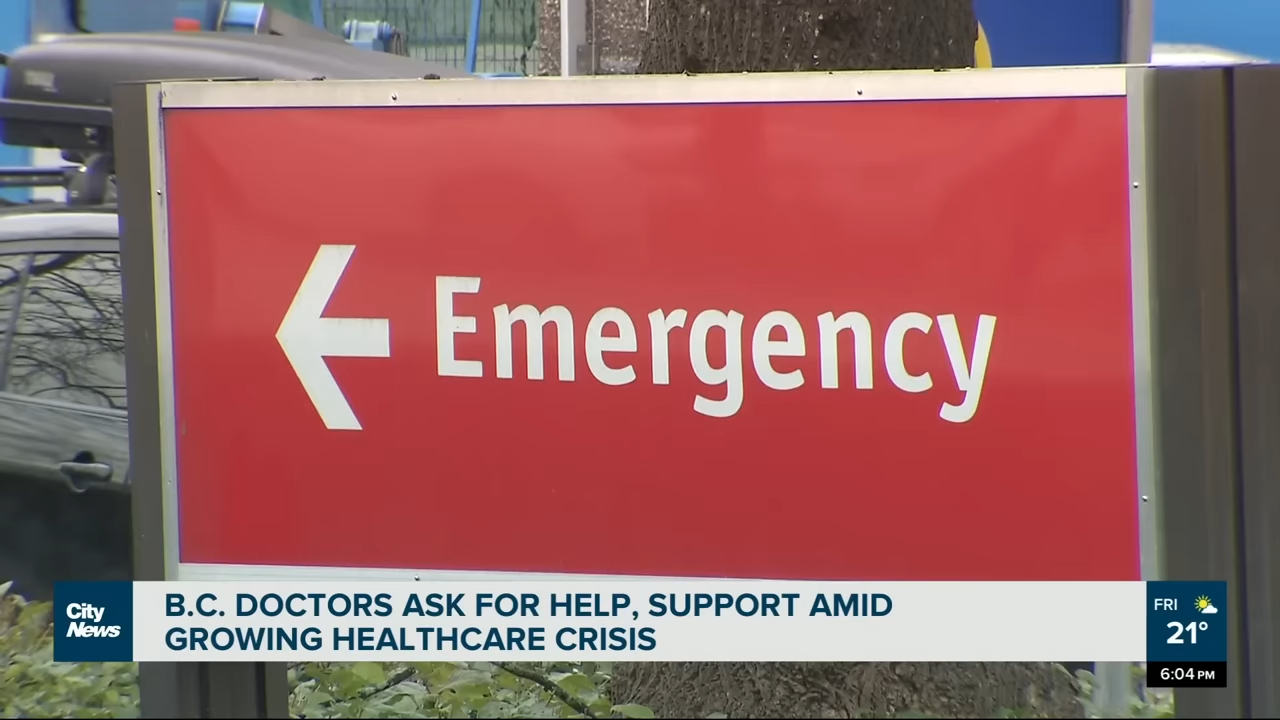 Emergency
City
News
B.C. DOCTORS ASK FOR HELP, SUPPORT AMID
GROWING HEALTHCARE CRISIS
FRI
21°
6:04 PM